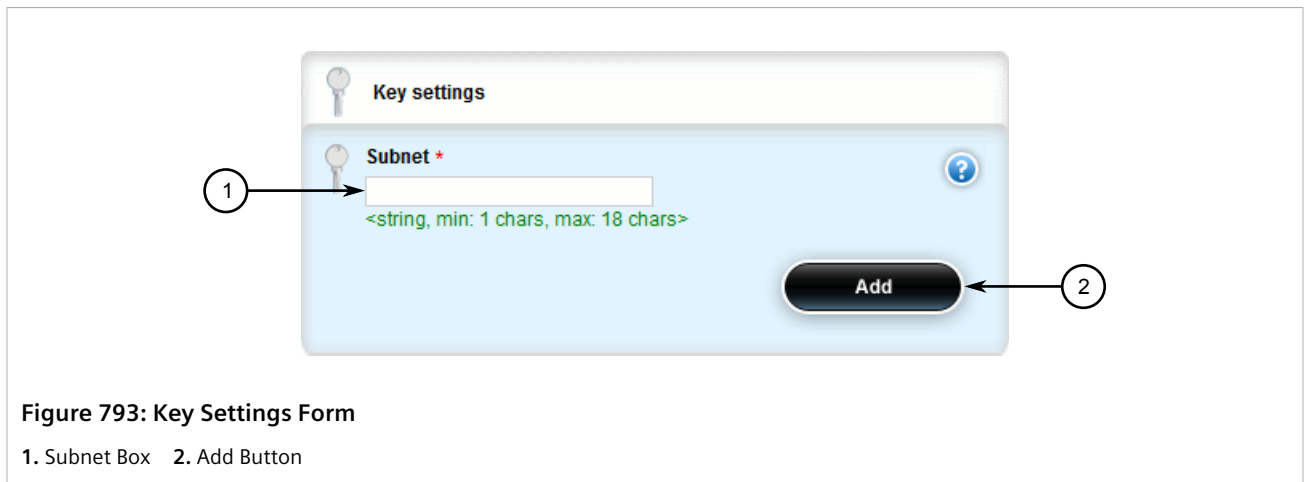 Key settings
Subnet *
?
1
<string, min: 1 chars, max: 18 chars>
Add
2
Figure 793: Key Settings Form
1. Subnet Box 2. Add Button